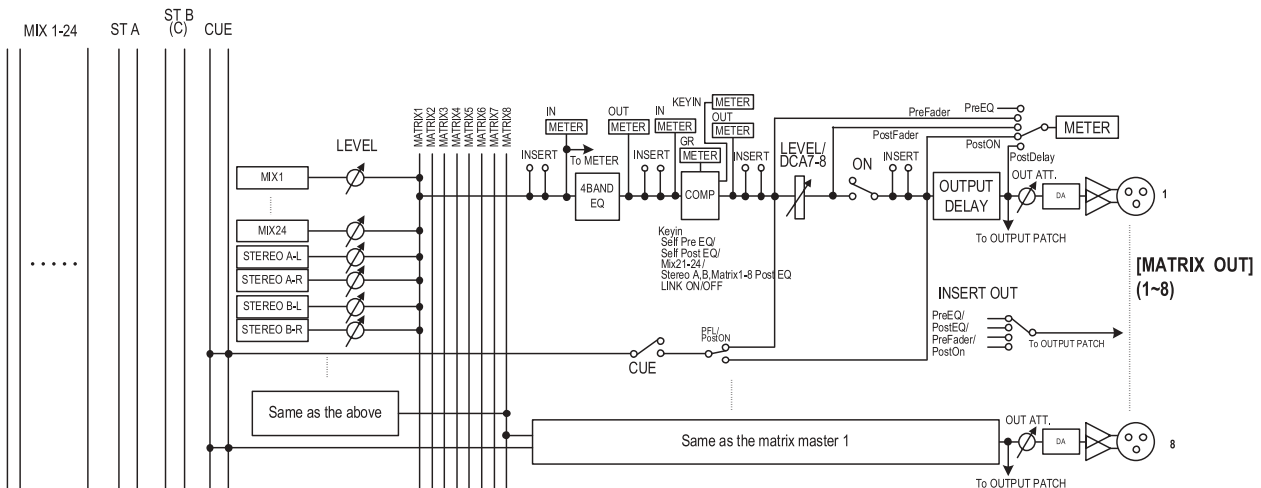 MIX 1-24
ST A
ST B
(C)
CUE
LEVEL
MIX1
MIX24
STEREO A-L
STEREO A-R
STEREO B-L
STEREO B-R
MATRIX1
MATRIX2
MATRIX3
MATRIX4
MATRIX5
MATRIX6
MATRIX7
MATRIX8
INSERT
IN
METER
To METER
4BAND
EQ
OUT
METER
INSERT
IN
METER
KEYIN
METER
GR
METER
OUT
METER
COMP
INSERT
Keyin
Self Pre EQ/
Self Post EQ/
Mix21-24/
Stereo A,B,Matrix1-8 Post EQ
LINK ON/OFF
LEVEL/
DCA7-8
ON
INSERT
PreFader
PreEQ
PostFader
PostON
PostDelay
METER
OUTPUT
DELAY
OUT ATT.
DA
1
To OUTPUT PATCH
[MATRIX OUT]
(1~8)
INSERT OUT
PreEQ/
PostEQ/
PreFader/
PostOn
To OUTPUT PATCH
CUE
PFL/
PostON
Same as the above
Same as the matrix master 1
OUT ATT.
DA
8
To OUTPUT PATCH